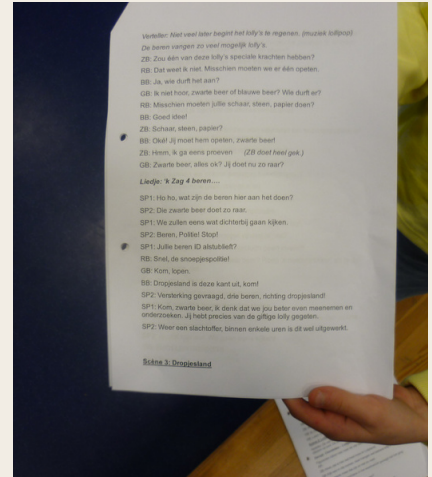 Verteller: Niet veel later begint het lolly's te regenen. (muziek lollipop)
De beren vangen zo veel mogelijk lolly's.
ZB: Zou één van deze lolly's speciale krachten hebben?
RB: Dat weet ik niet. Misschien moeten we er één opeten.
BB: Ja, wie durft het aan?
GB: Ik niet hoor, zwarte beer of blauwe beer? Wie durft er?
RB: Misschien moeten jullie schaar, steen, papier doen?
BB: Goed idee!
ZB: Schaar, steen, papier?
BB: Oké! Jij moet hem opeten, zwarte beer!
ZB: Hmm, ik ga eens proeven. (ZB doet heel gek.)
GB: Zwarte beer, alles ok? Jij doet nu zo raar?
Liedje: 'k Zag 4 beren....
SP1: Ho ho, wat zijn de beren hier aan het doen?
SP2: Die zwarte beer doet zo raar.
SP1: We zullen eens wat dichterbij gaan kijken.
SP2: Beren, Politie! Stop!
SP1: Jullie beren ID alstublieft?
RB: Snel, de snoepjespolitie!
GB: Kom, lopen.
BB: Dropjesland is deze kant uit, kom!
SP2: Versterking gevraagd, drie beren, richting dropjesland!
SP1: Kom, zwarte beer, ik denk dat we jou beter even meenemen en
onderzoeken. Jij hebt precies van de giftige lolly gegeten.
SP2: Weer een slachtoffer, binnen enkele uren is dit wel uitgewerkt.
Scène 3: Dropjesland